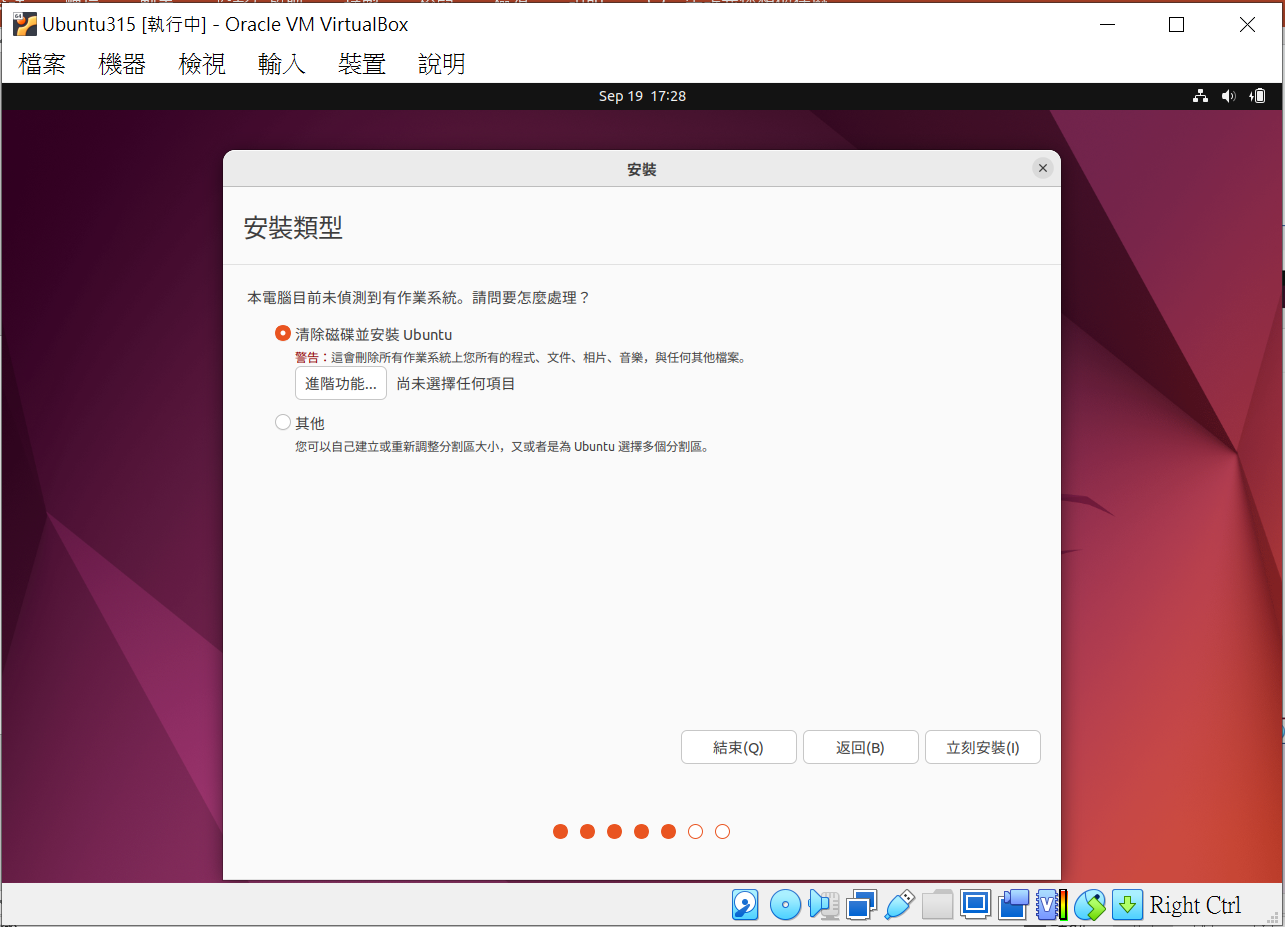 Ubuntu315 [執行中] - Oracle VM VirtualBox
檔案 機器 檢視 輸入 裝置 說明
Sep 19 17:28
安裝
安裝類型
本電腦目前未偵測到有作業系統。請問要怎麼處理？
清除磁碟並安裝 Ubuntu
警告：這會刪除所有作業系統上您所有的程式、文件、相片、音樂，與任何其他檔案。
進階功能... 尚未選擇任何項目
其他
您可以自己建立或重新調整分割區大小，又或者是為 Ubuntu 選擇多個分割區。
結束(Q) 返回(B) 立刻安裝(I)
Right Ctrl